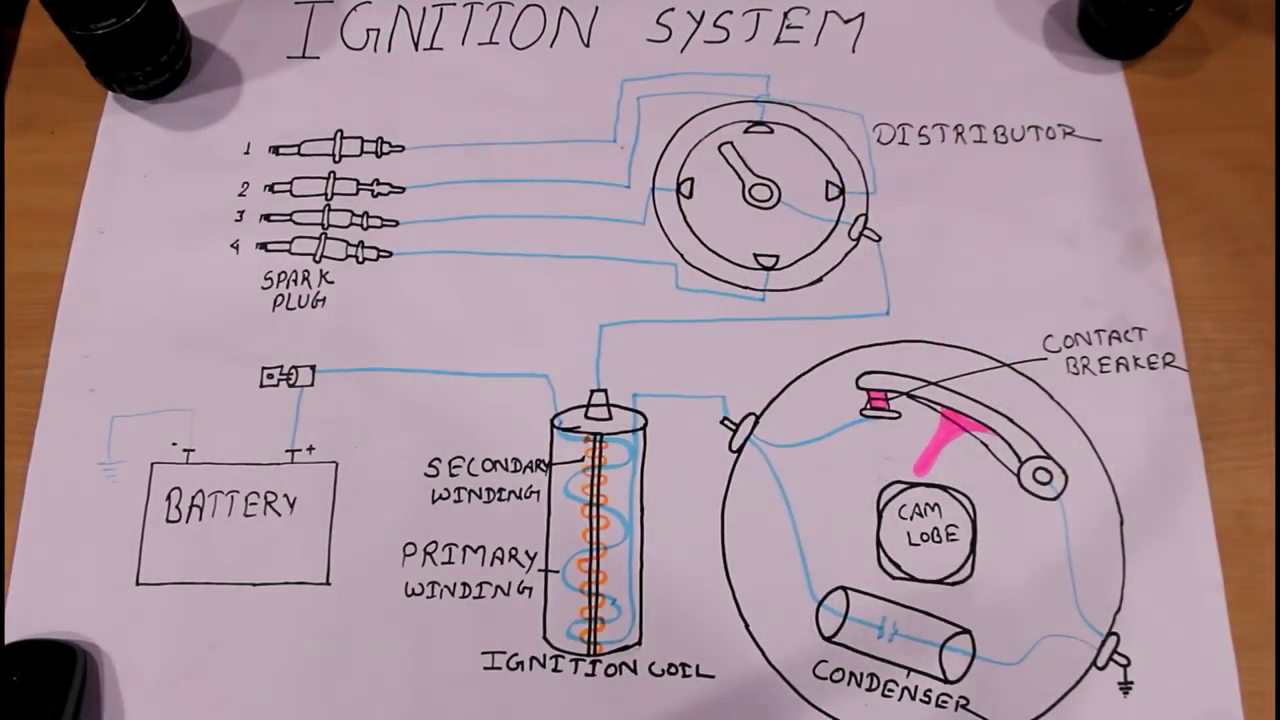 IGNITION SYSTEM
DISTRIBUTOR
1
2
3
4
SPARK
PLUG
CONTACT
BREAKER
- +
BATTERY
SECONDARY
WINDING
PRIMARY
WINDING
IGNITION COIL
CAM
LOBE
CONDENSER